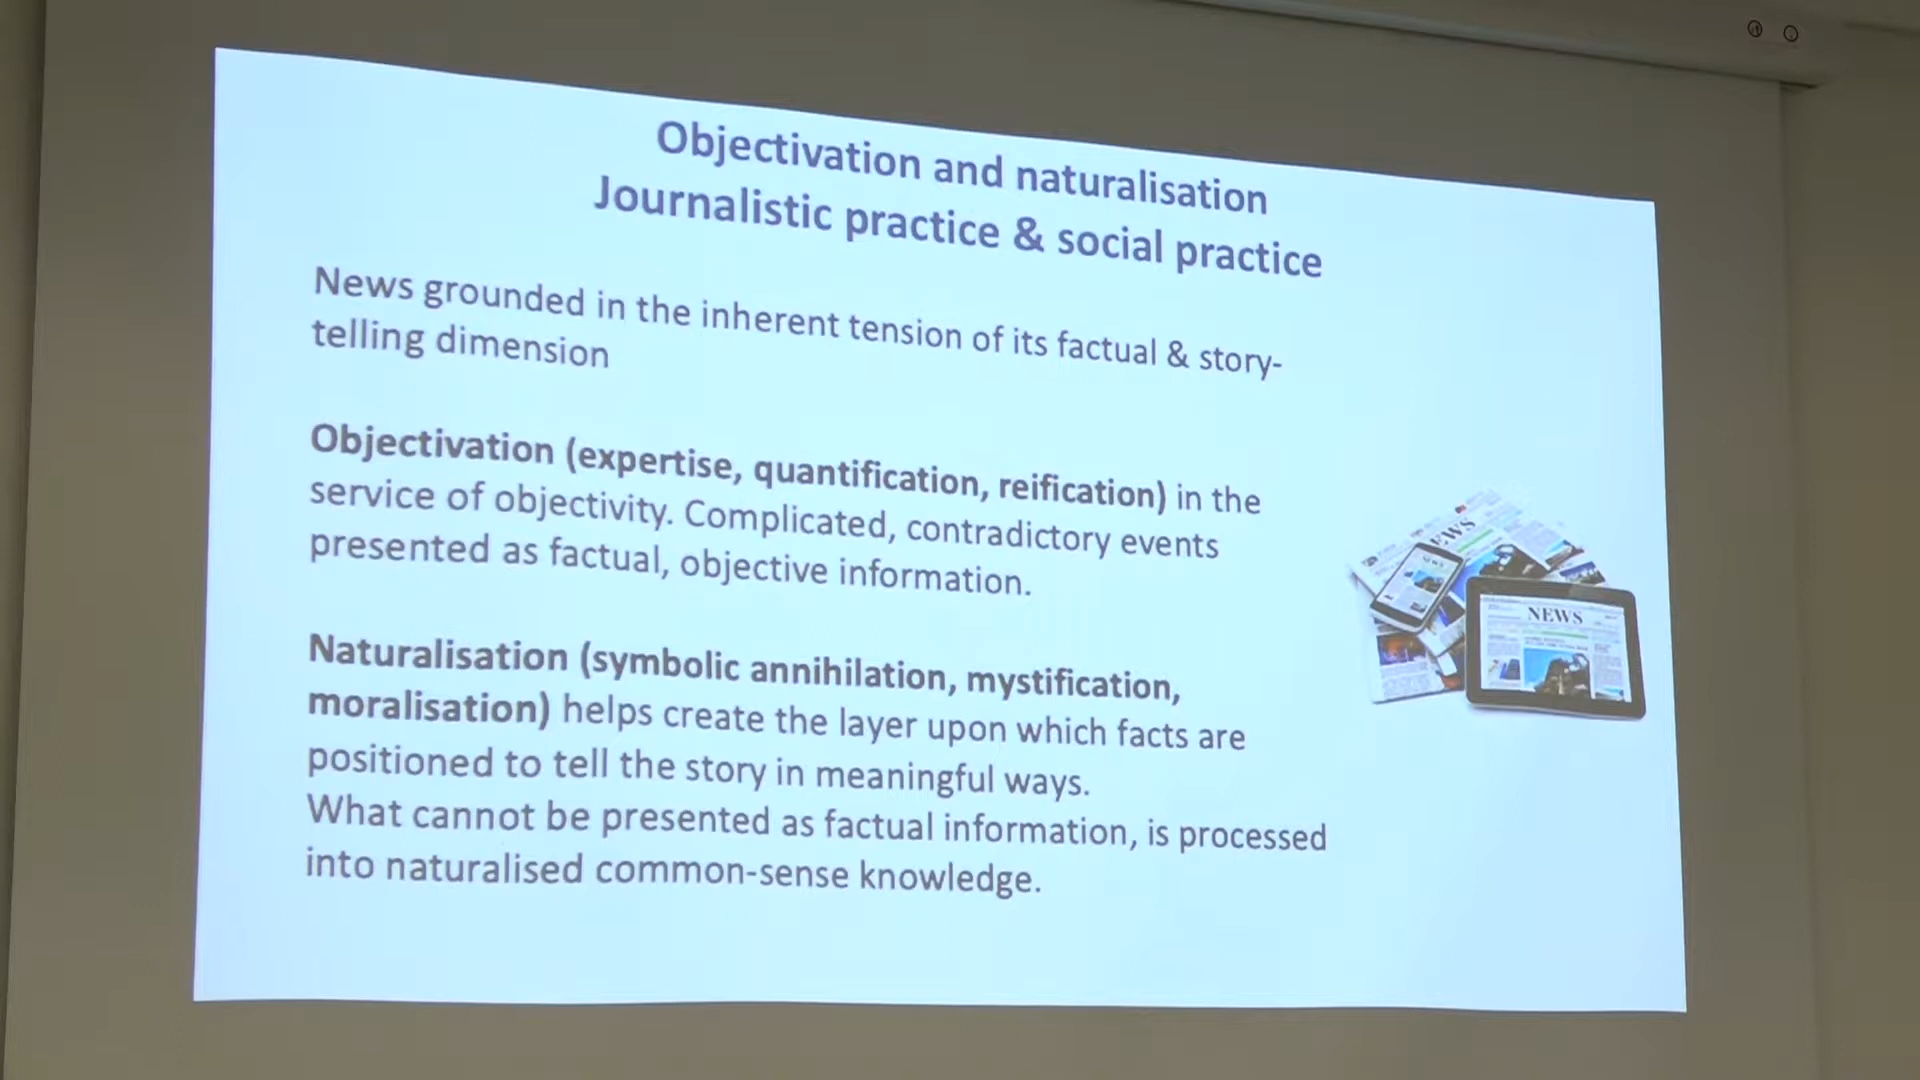 Objectivation and naturalisation
Journalistic practice & social practice
News grounded in the inherent tension of its factual & story-
telling dimension
Objectivation (expertise, quantification, reification) in the
service of objectivity. Complicated, contradictory events
presented as factual, objective information.
Naturalisation (symbolic annihilation, mystification,
moralisation) helps create the layer upon which facts are
positioned to tell the story in meaningful ways.
What cannot be presented as factual information, is processed
into naturalised common-sense knowledge.
NEWS
NEWS